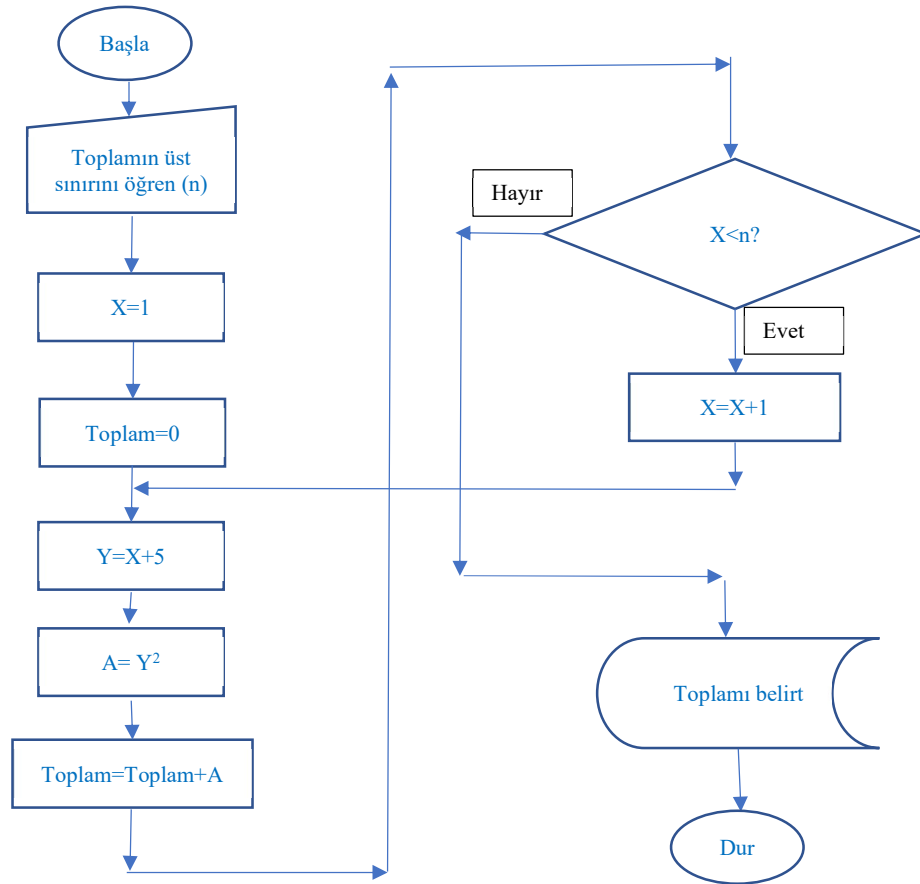 Başla
Toplamın üst
sınırını öğren (n)
X=1
Toplam=0
Y=X+5
A= Y²
Toplam=Toplam+A
X<n?
Hayır
Evet
X=X+1
Toplamı belirt
Dur